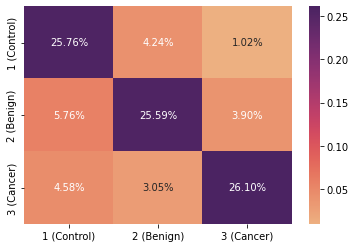 1 (Control)
25.76%
4.24%
1.02%
2 (Benign)
5.76%
25.59%
3.90%
3 (Cancer)
4.58%
3.05%
26.10%
1 (Control)
2 (Benign)
3 (Cancer)
0.25
0.20
0.15
0.10
0.05